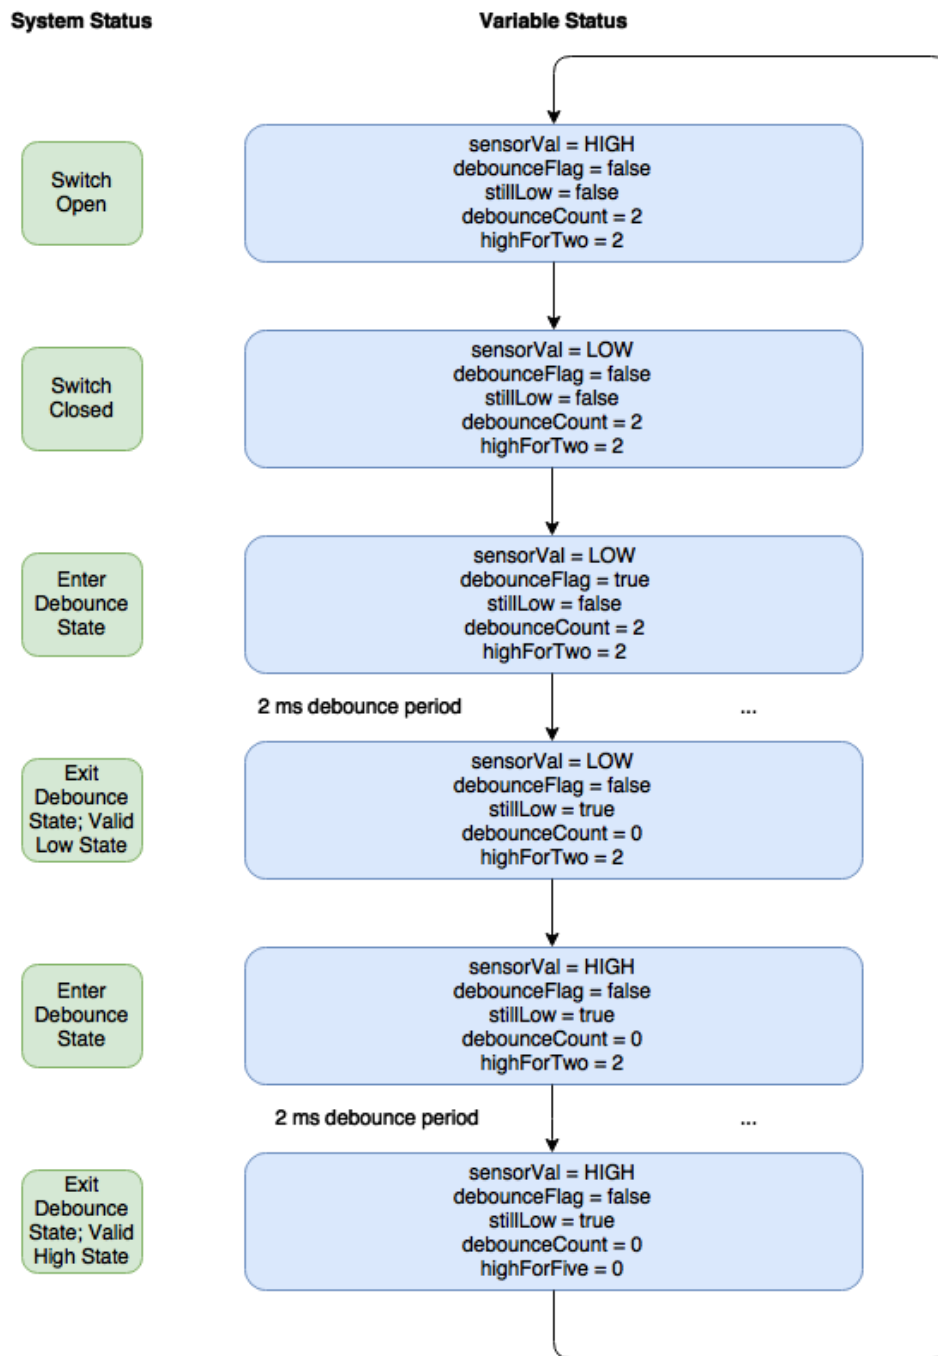 System Status
Variable Status
Switch
Open
sensorVal = HIGH
debounceFlag = false
stillLow = false
debounceCount = 2
highForTwo = 2
Switch
Closed
sensorVal = LOW
debounceFlag = false
stillLow = false
debounceCount = 2
highForTwo = 2
Enter
Debounce
State
sensorVal = LOW
debounceFlag = true
stillLow = false
debounceCount = 2
highForTwo = 2
2 ms debounce period
...
Exit
Debounce
State; Valid
Low State
sensorVal = LOW
debounceFlag = false
stillLow = true
debounceCount = 0
highForTwo = 2
Enter
Debounce
State
sensorVal = HIGH
debounceFlag = false
stillLow = true
debounceCount = 0
highForTwo = 2
2 ms debounce period
...
Exit
Debounce
State; Valid
High State
sensorVal = HIGH
debounceFlag = false
stillLow = true
debounceCount = 0
highForFive = 0